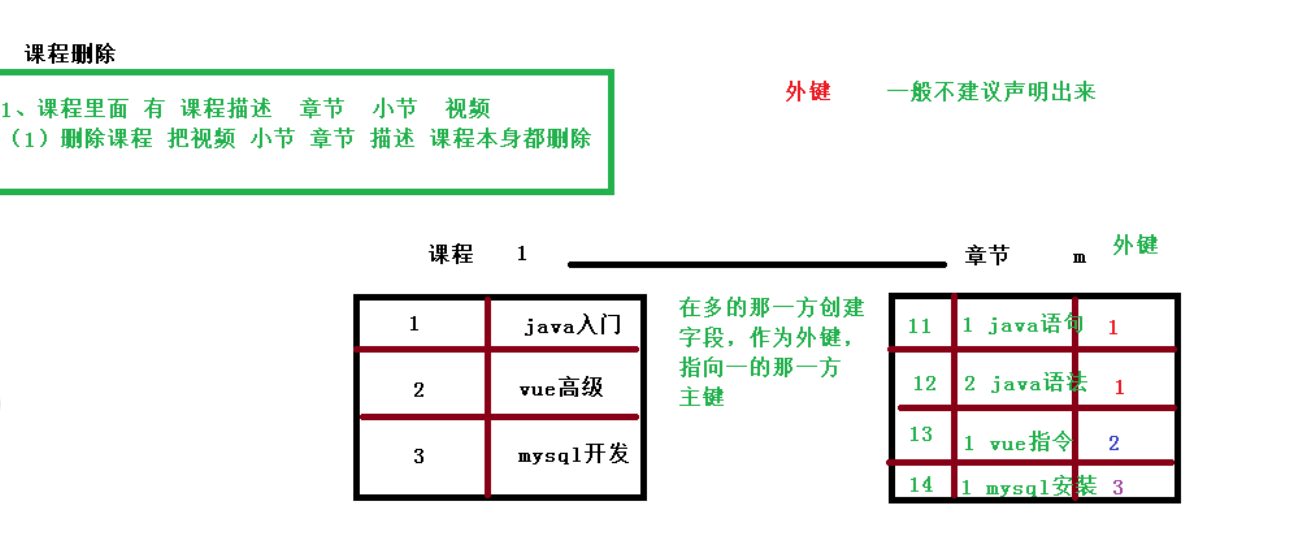 课程删除
1、课程里面 有 课程描述 章节 小节 视频
（1）删除课程 把视频 小节 章节 描述 课程本身都删除
外键 一般不建议声明出来
课程 1
章节 m 外键
1 java入门
2 vue高级
3 mysql开发
在多的那一方创建
字段，作为外键，
指向一的那一方
主键
11 1 java语句 1
12 2 java语法 1
13 1 vue指令 2
14 1 mysql安装 3